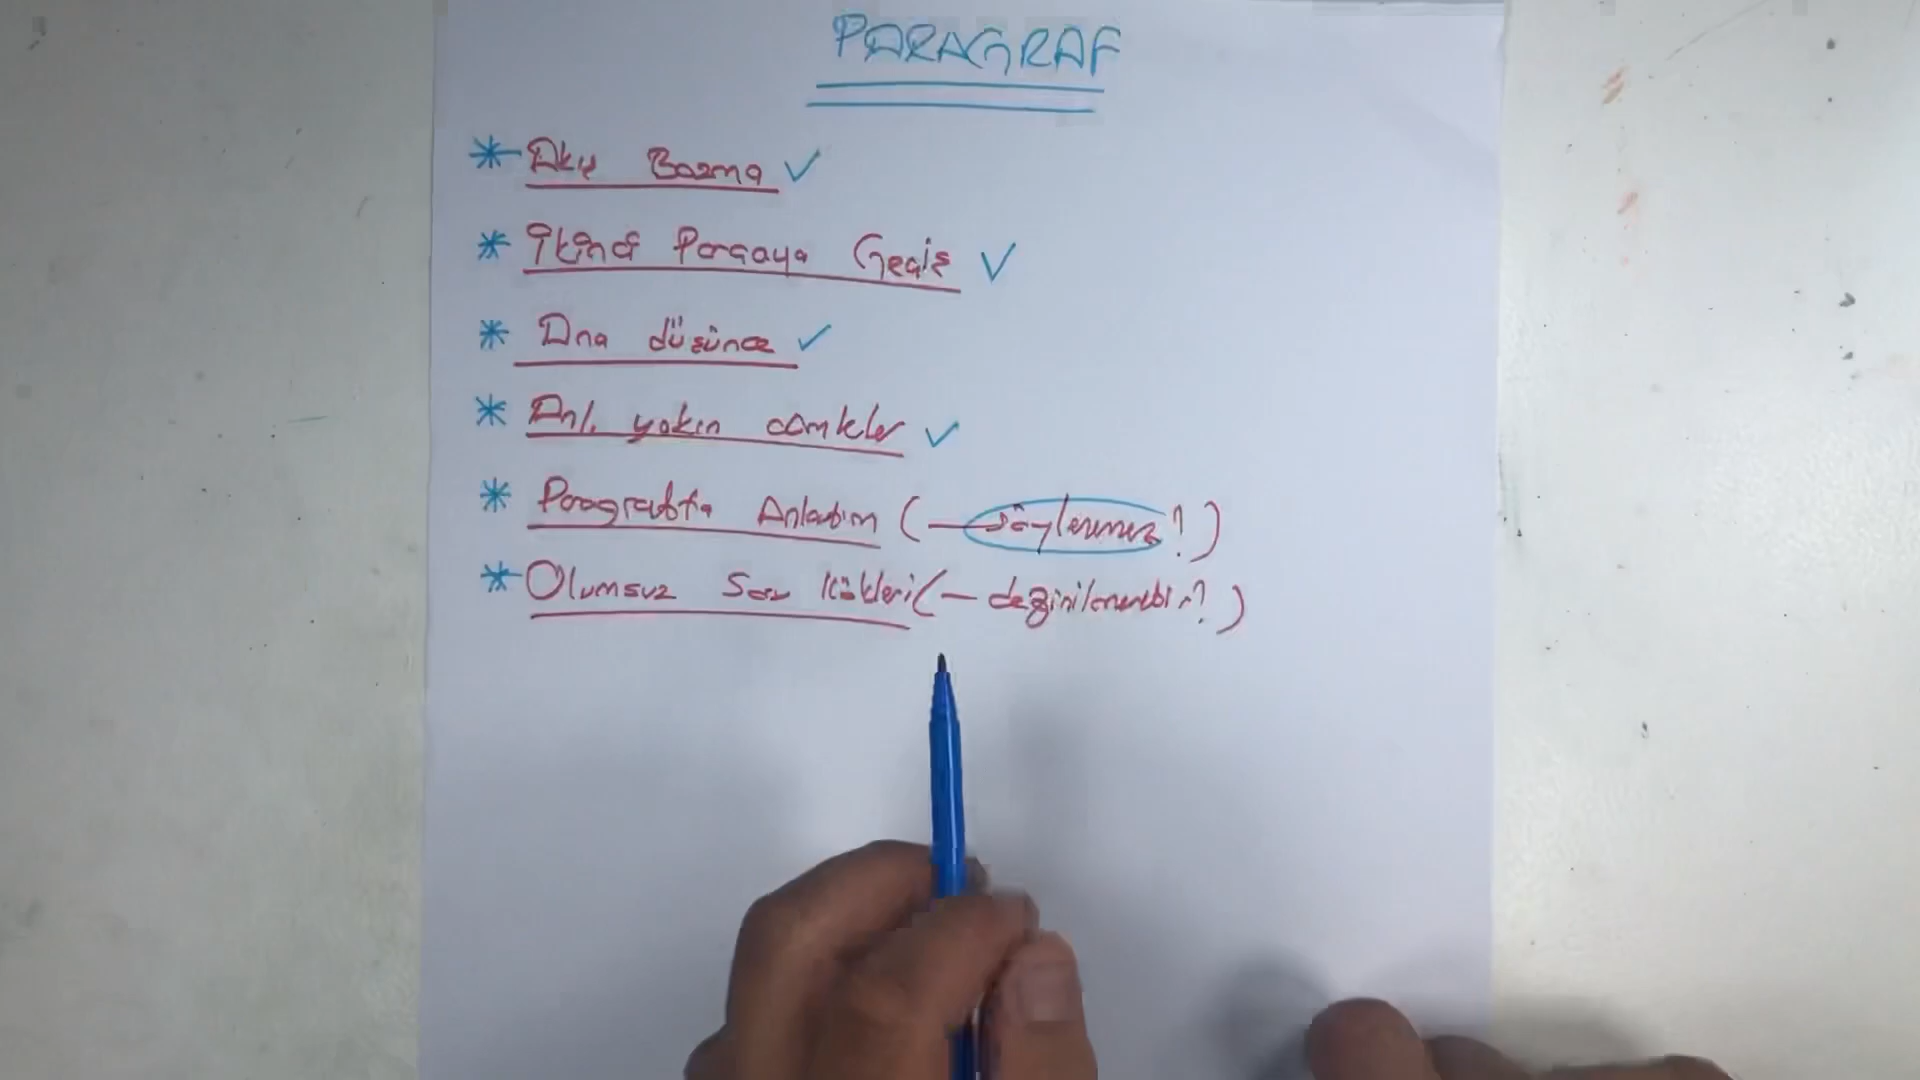 PARAGRAF
* Akış Bozma ✓
* İkinci Parçaya Geçiş ✓
* Ana düşünce ✓
* Anl. yakın cümleler ✓
* Paragrafta Anlatım (— söylenemez?)
* Olumsuz Soru Kökleri (— değinilmemiştir?)